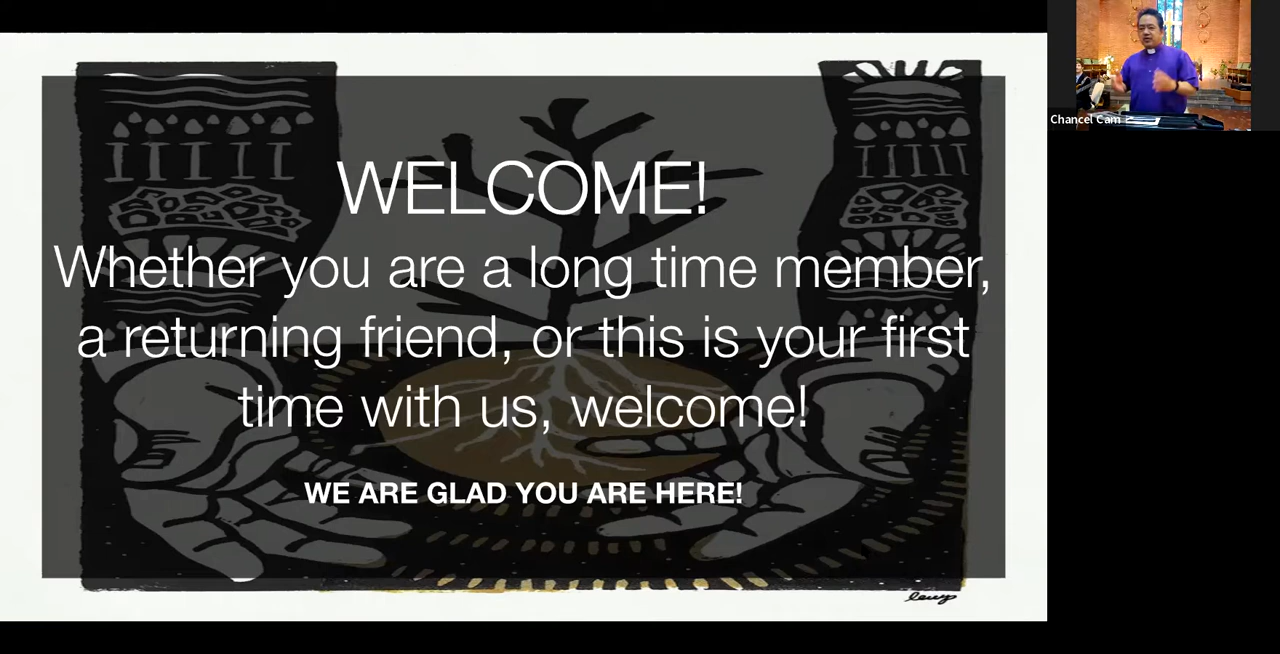 WELCOME!
Whether you are a long time member,
a returning friend, or this is your first
time with us, welcome!
WE ARE GLAD YOU ARE HERE!
Chancel Cam